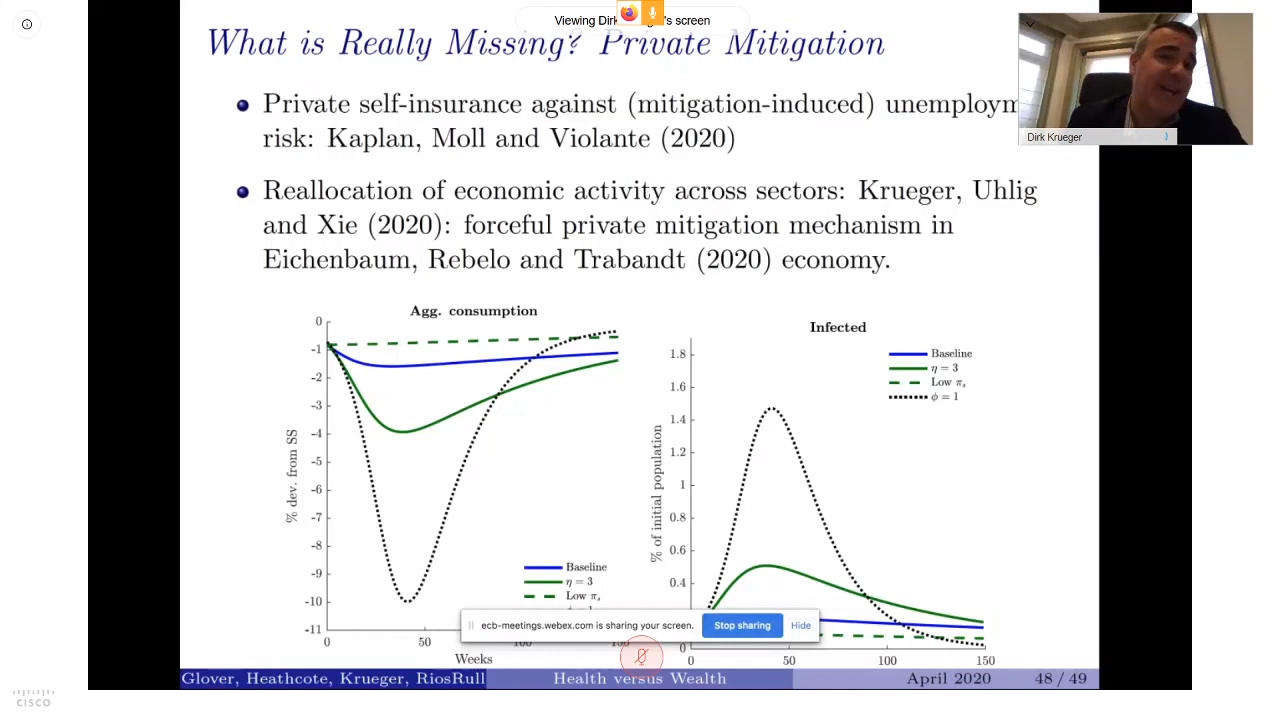 Viewing Dirk 's screen
What is Really Missing? Private Mitigation
Private self-insurance against (mitigation-induced)
risk: Kaplan, Moll and Violante (2020)
Reallocation of economic activity across sectors: Krueger, Uhlig
and Xie (2020): forceful private mitigation mechanism in
Eichenbaum, Rebelo and Trabandt (2020) economy.
Dirk Krueger
Agg. consumption
% dev. from SS
0
-1
-2
-3
-4
-5
-6
-7
-8
-9
-10
-11
0
50
100
150
Weeks
Baseline
η = 3
Low πs
Infected
% of initial population
1.8
1.6
1.4
1.2
1
0.8
0.6
0.4
0
0
50
100
150
Baseline
η = 3
Low πs
ϕ = 1
ecb-meetings.webex.com is sharing your screen.
Stop sharing
Hide
Glover, Heathcote, Krueger, RiosRull
Health versus Wealth
April 2020
48 / 49
CISCO